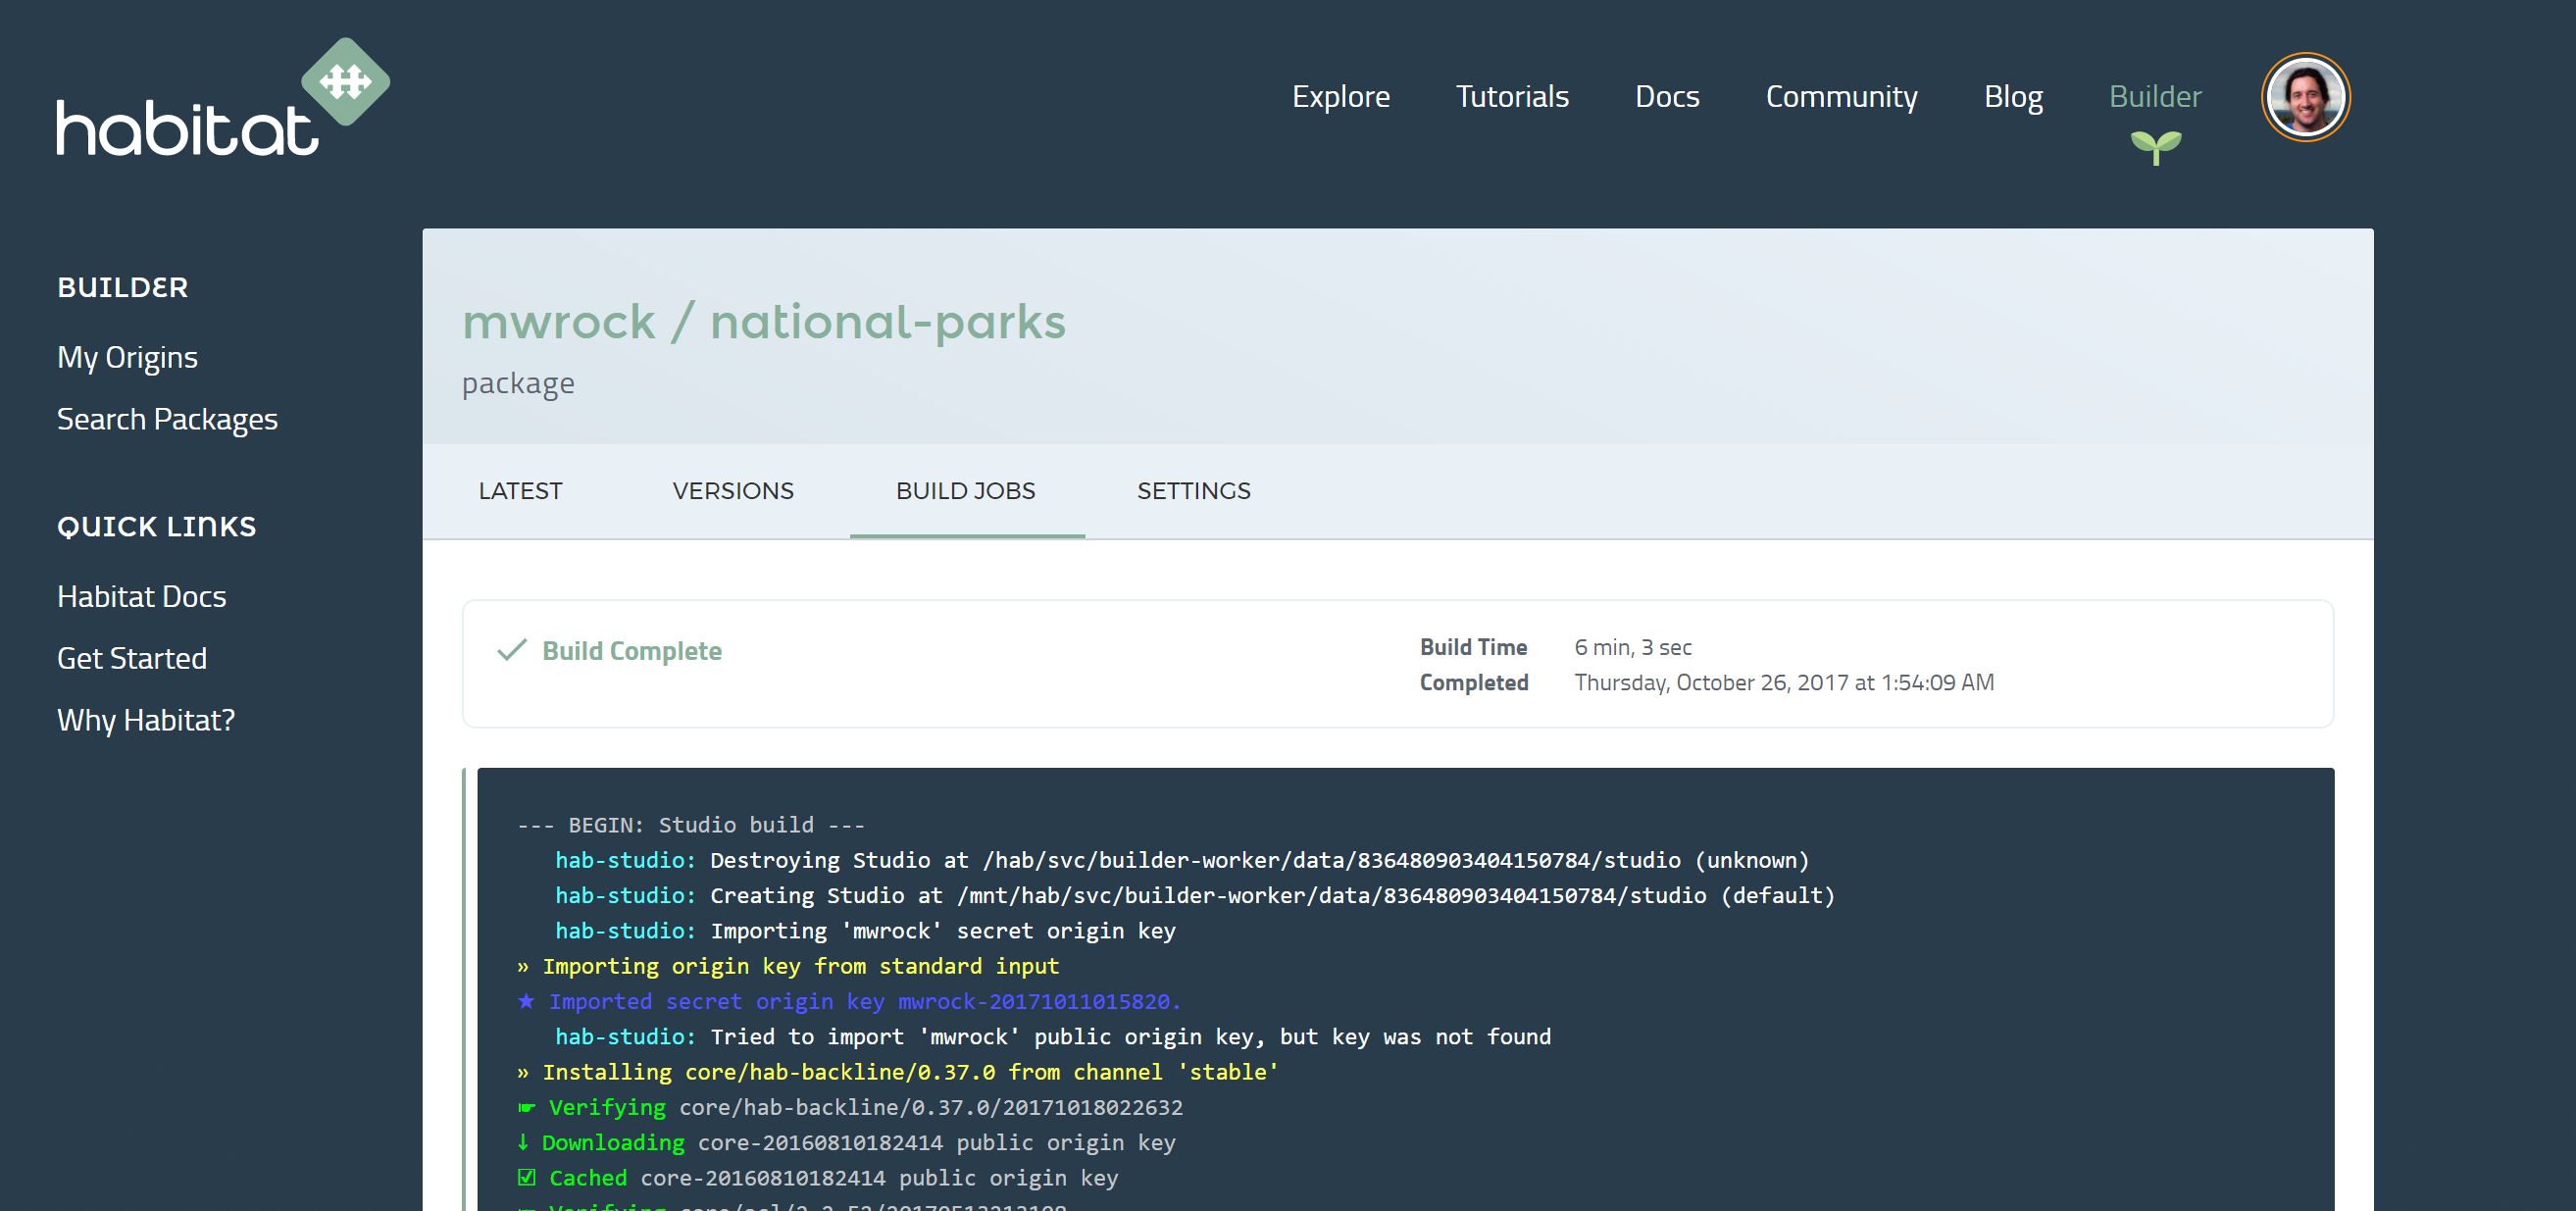 habitat
Explore Tutorials Docs Community Blog Builder
BUILDER
My Origins
Search Packages
QUICK LINKS
Habitat Docs
Get Started
Why Habitat?
mwrock / national-parks
package
LATEST VERSIONS BUILD JOBS SETTINGS
✓ Build Complete
Build Time 6 min, 3 sec
Completed Thursday, October 26, 2017 at 1:54:09 AM
--- BEGIN: Studio build ---
hab-studio: Destroying Studio at /hab/svc/builder-worker/data/836480903404150784/studio (unknown)
hab-studio: Creating Studio at /mnt/hab/svc/builder-worker/data/836480903404150784/studio (default)
hab-studio: Importing 'mwrock' secret origin key
» Importing origin key from standard input
★ Imported secret origin key mwrock-20171011015820.
hab-studio: Tried to import 'mwrock' public origin key, but key was not found
» Installing core/hab-backline/0.37.0 from channel 'stable'
☛ Verifying core/hab-backline/0.37.0/20171018022632
↓ Downloading core-20160810182414 public origin key
☑ Cached core-20160810182414 public origin key
Verifying